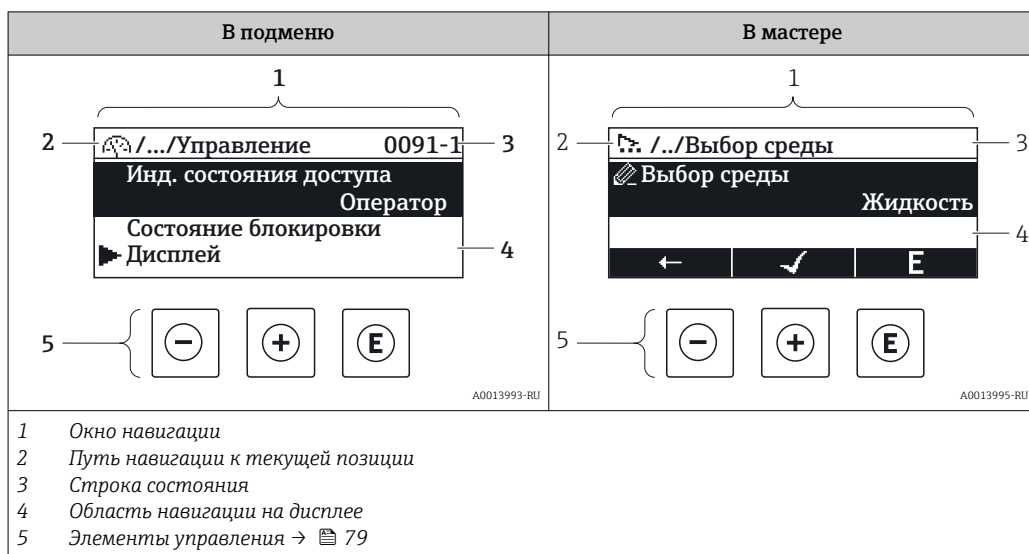 В подменю
1
2
/.../Управление 0091-1
3
Инд. состояния доступа
Оператор
Состояние блокировки
Дисплей
4
5
E
A0013993-RU
В мастере
1
2
/../Выбор среды
3
Выбор среды
Жидкость
4
← ✓ E
5
E
A0013995-RU
1 Окно навигации
2 Путь навигации к текущей позиции
3 Строка состояния
4 Область навигации на дисплее
5 Элементы управления → 79